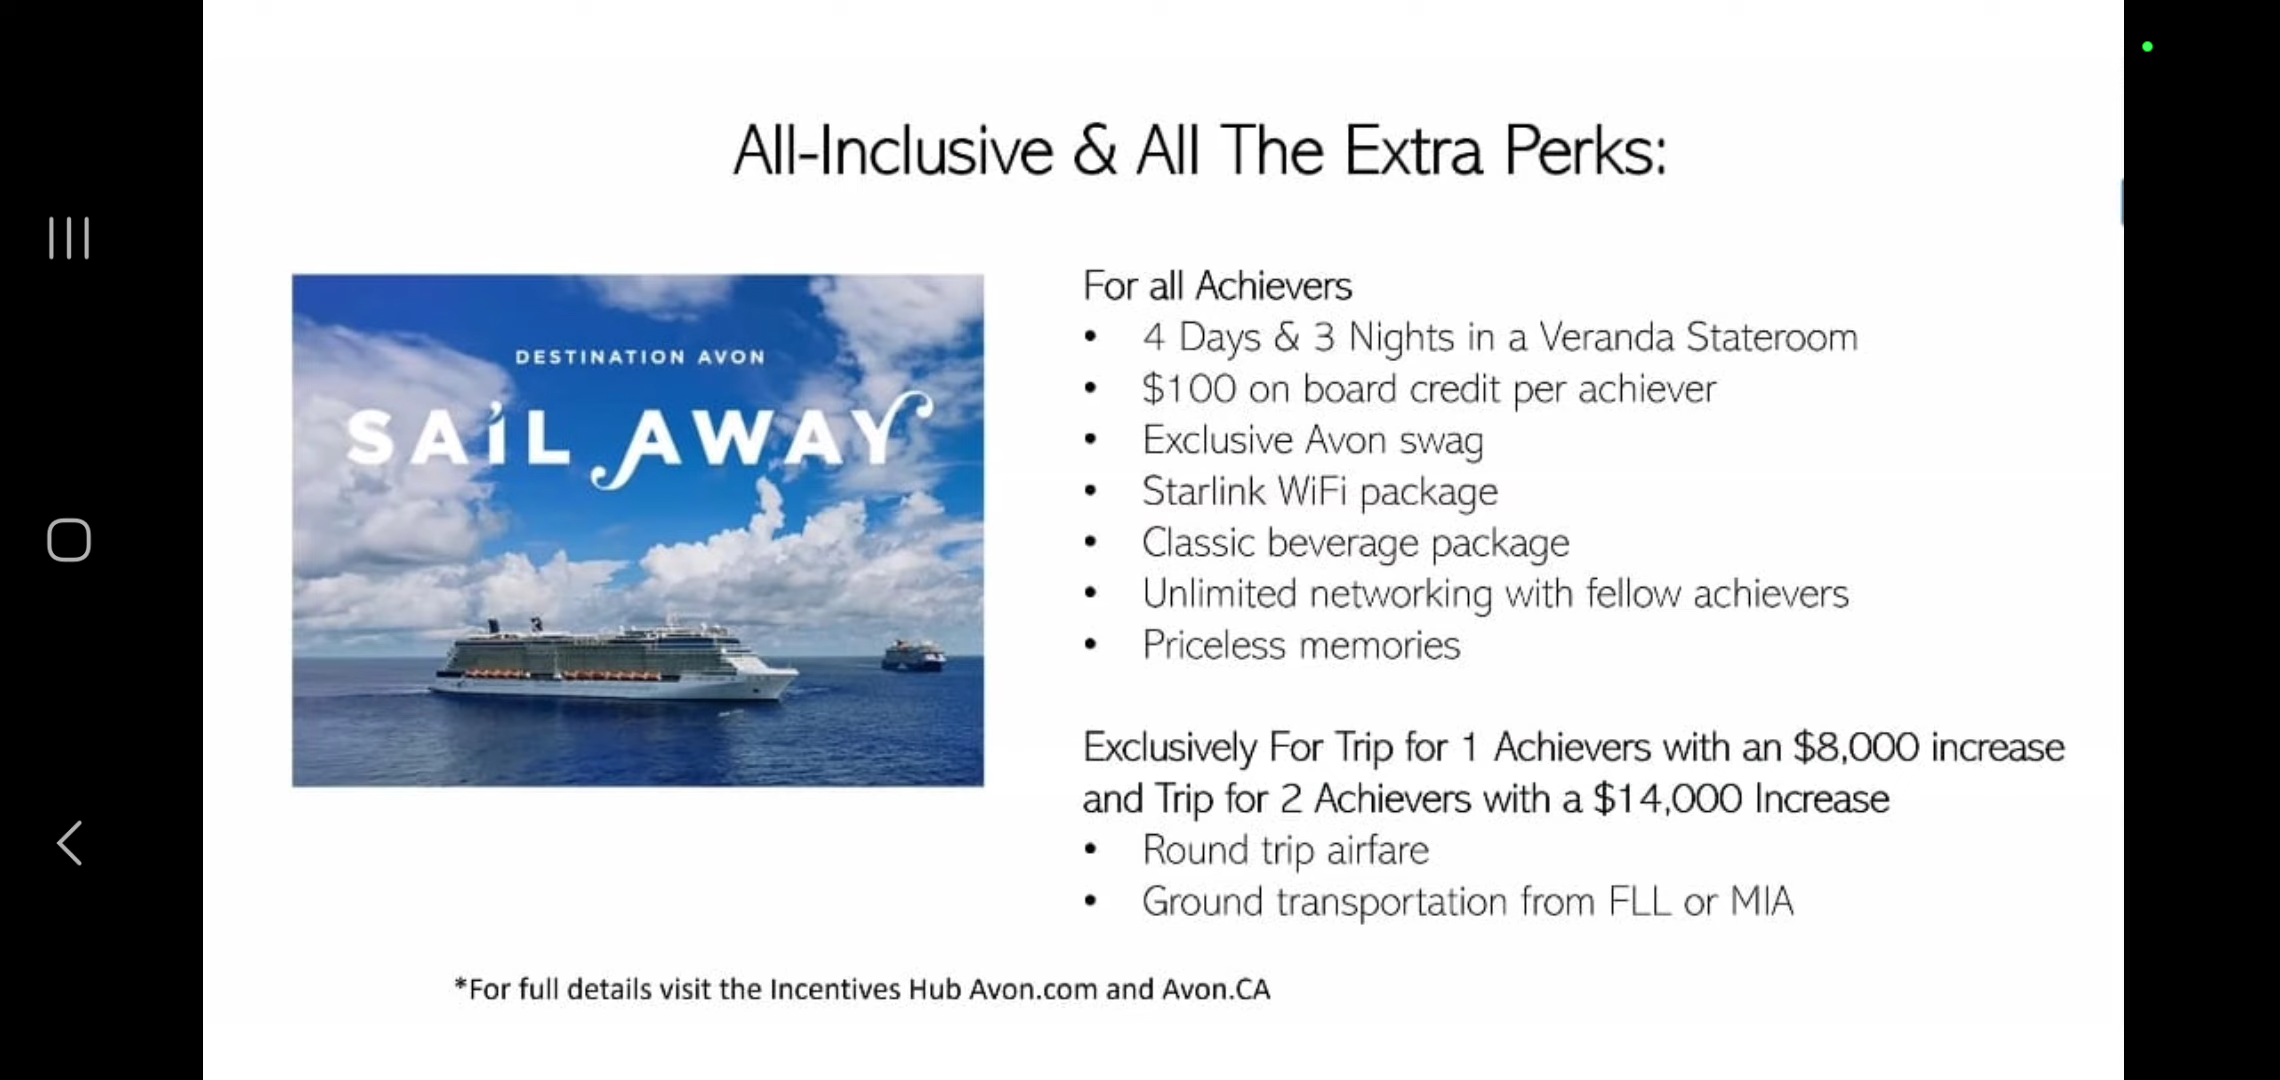 All-Inclusive & All The Extra Perks:
DESTINATION AVON
SAIL AWAY
For all Achievers
• 4 Days & 3 Nights in a Veranda Stateroom
• $100 on board credit per achiever
• Exclusive Avon swag
• Starlink WiFi package
• Classic beverage package
• Unlimited networking with fellow achievers
• Priceless memories
Exclusively For Trip for 1 Achievers with an $8,000 increase
and Trip for 2 Achievers with a $14,000 Increase
• Round trip airfare
• Ground transportation from FLL or MIA
*For full details visit the Incentives Hub Avon.com and Avon.CA